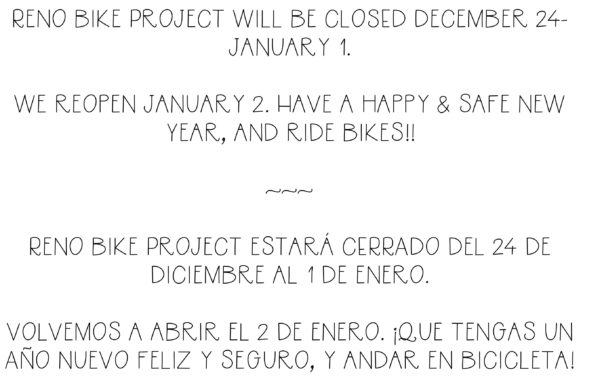 RENO BIKE PROJECT WILL BE CLOSED DECEMBER 24-
JANUARY 1.
WE REOPEN JANUARY 2. HAVE A HAPPY & SAFE NEW
YEAR, AND RIDE BIKES!!
~~~
RENO BIKE PROJECT ESTARÁ CERRADO DEL 24 DE
DICIEMBRE AL 1 DE ENERO.
VOLVEMOS A ABRIR EL 2 DE ENERO. ¡QUE TENGAS UN
AÑO NUEVO FELIZ Y SEGURO, Y ANDAR EN BICICLETA!